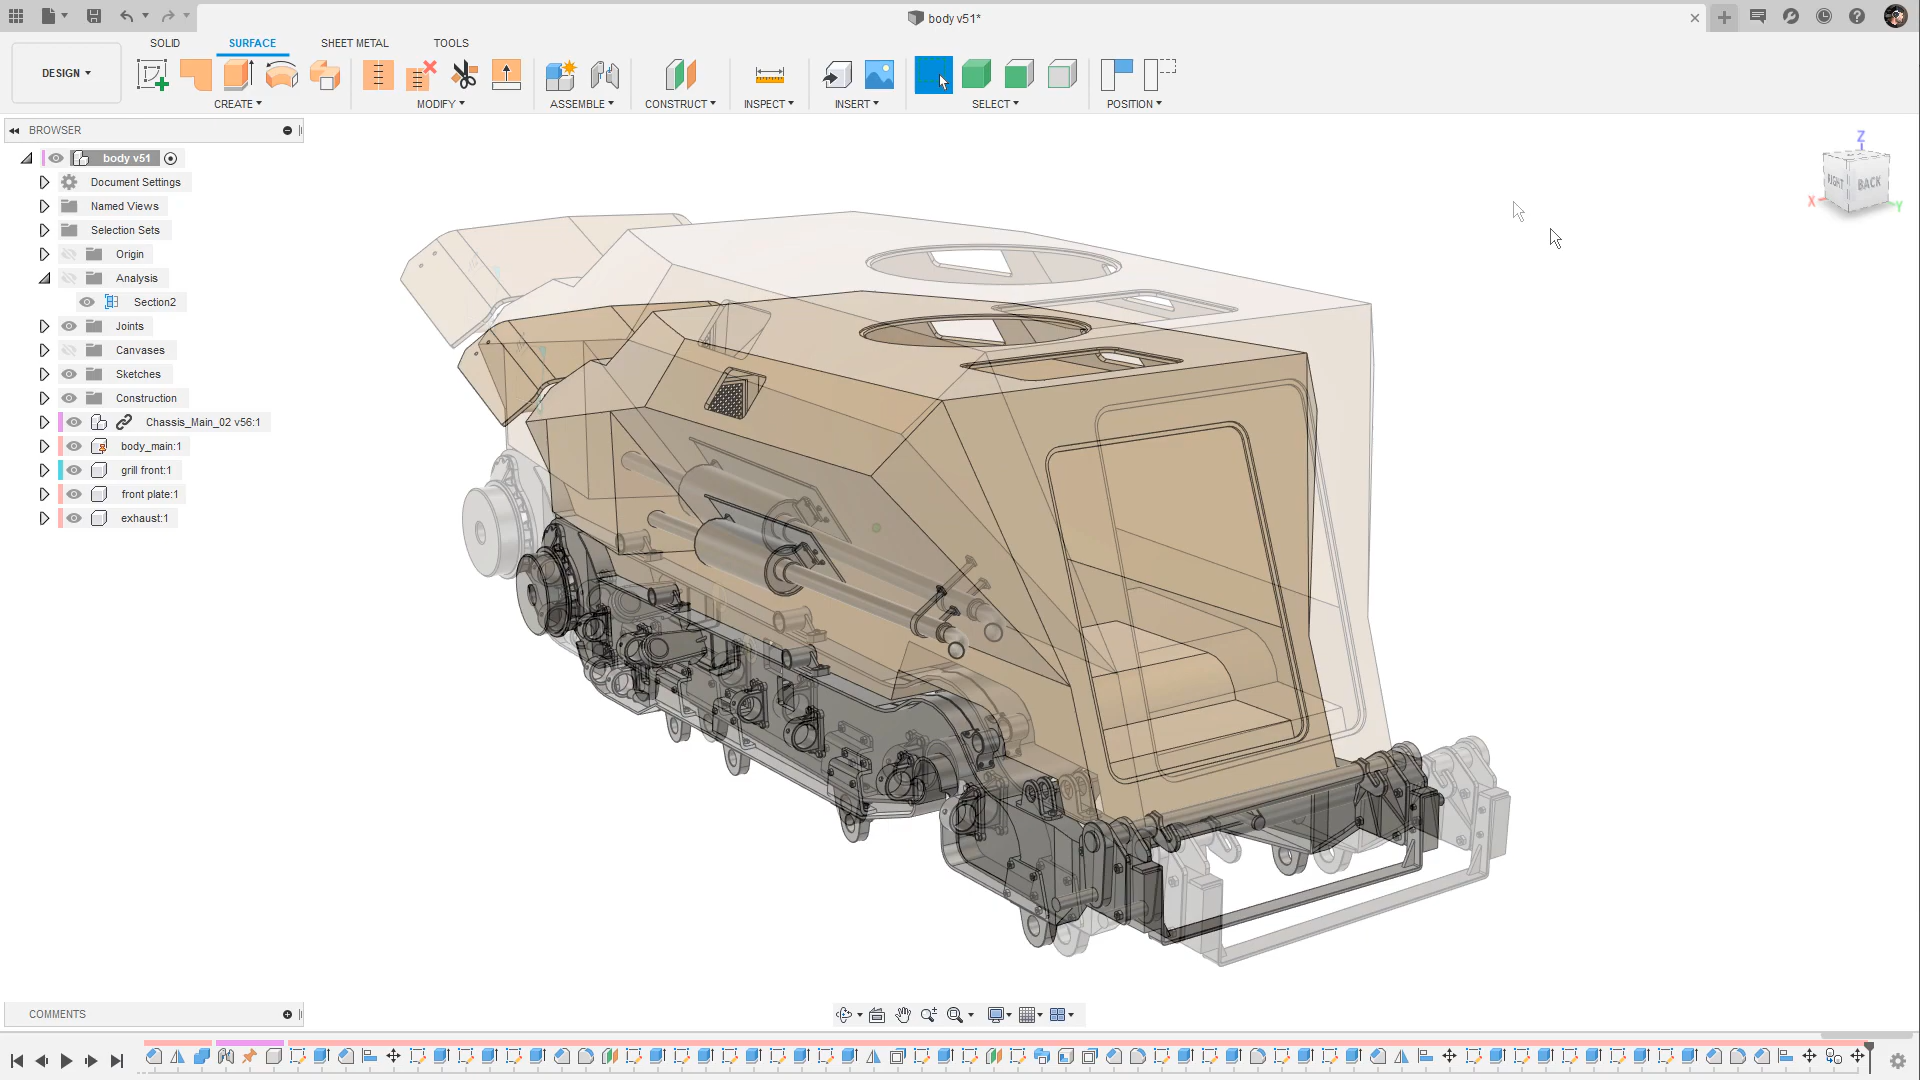 body v51*
SOLID
SURFACE
SHEET METAL
TOOLS
DESIGN
CREATE
MODIFY
ASSEMBLE
CONSTRUCT
INSPECT
INSERT
SELECT
POSITION
BROWSER
body v51
Document Settings
Named Views
Selection Sets
Origin
Analysis
Section2
Joints
Canvases
Sketches
Construction
Chassis_Main_02 v56:1
body_main:1
grill front:1
front plate:1
exhaust:1
Z
RIGHT
BACK
X
Y
COMMENTS